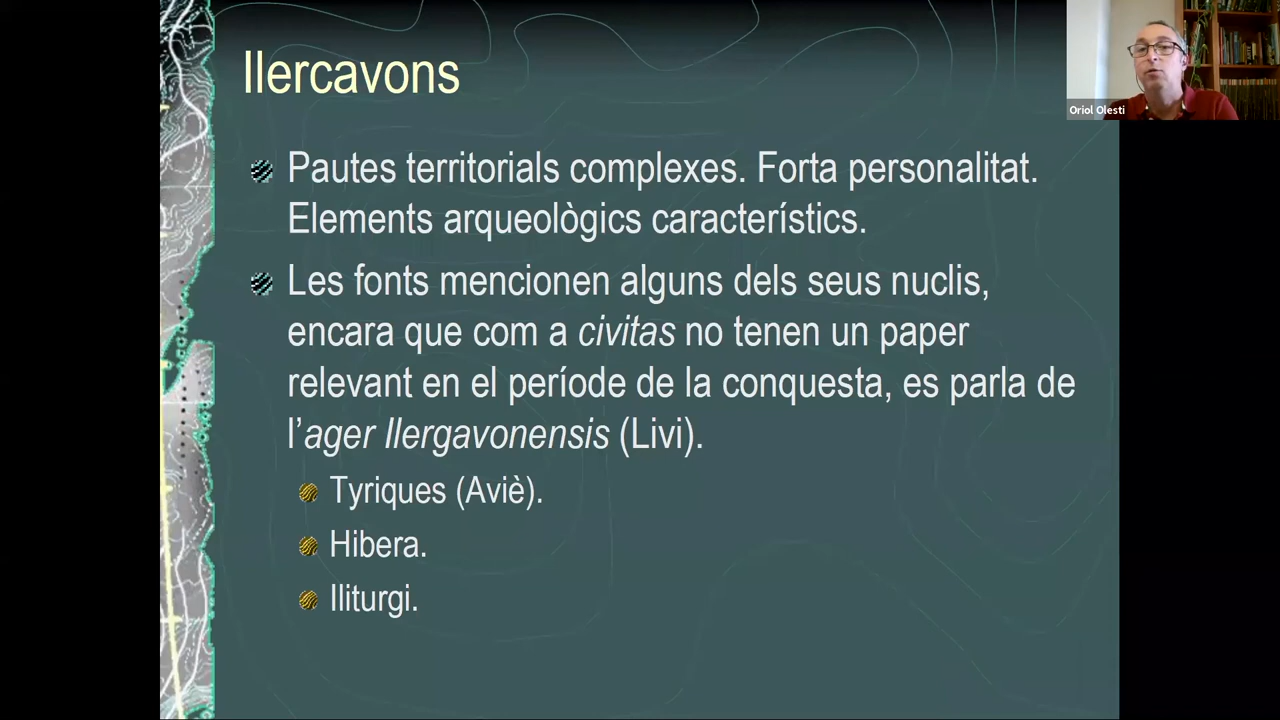 Ilercavons
Oriol Olesti
Pautes territorials complexes. Forta personalitat.
Elements arqueològics característics.
Les fonts mencionen alguns dels seus nuclis,
encara que com a civitas no tenen un paper
relevant en el període de la conquesta, es parla de
l’ager Ilergavonensis (Livi).
Tyriques (Aviè).
Hibera.
Iliturgi.